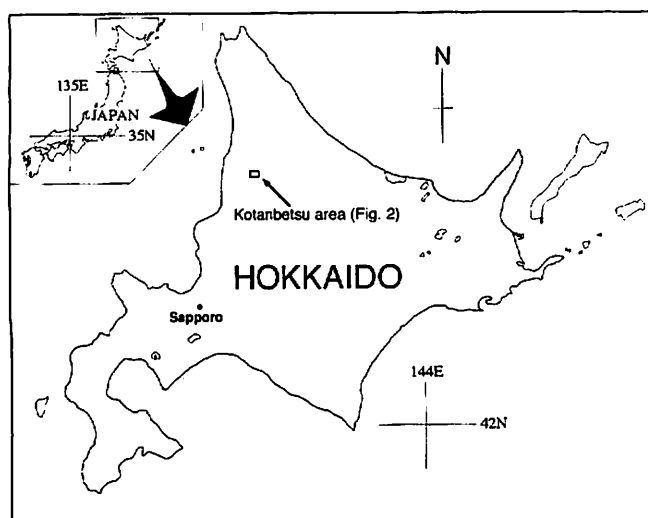 135E
JAPAN
35N
N
Kotanbetsu area (Fig. 2)
HOKKAIDO
Sapporo
144E
42N